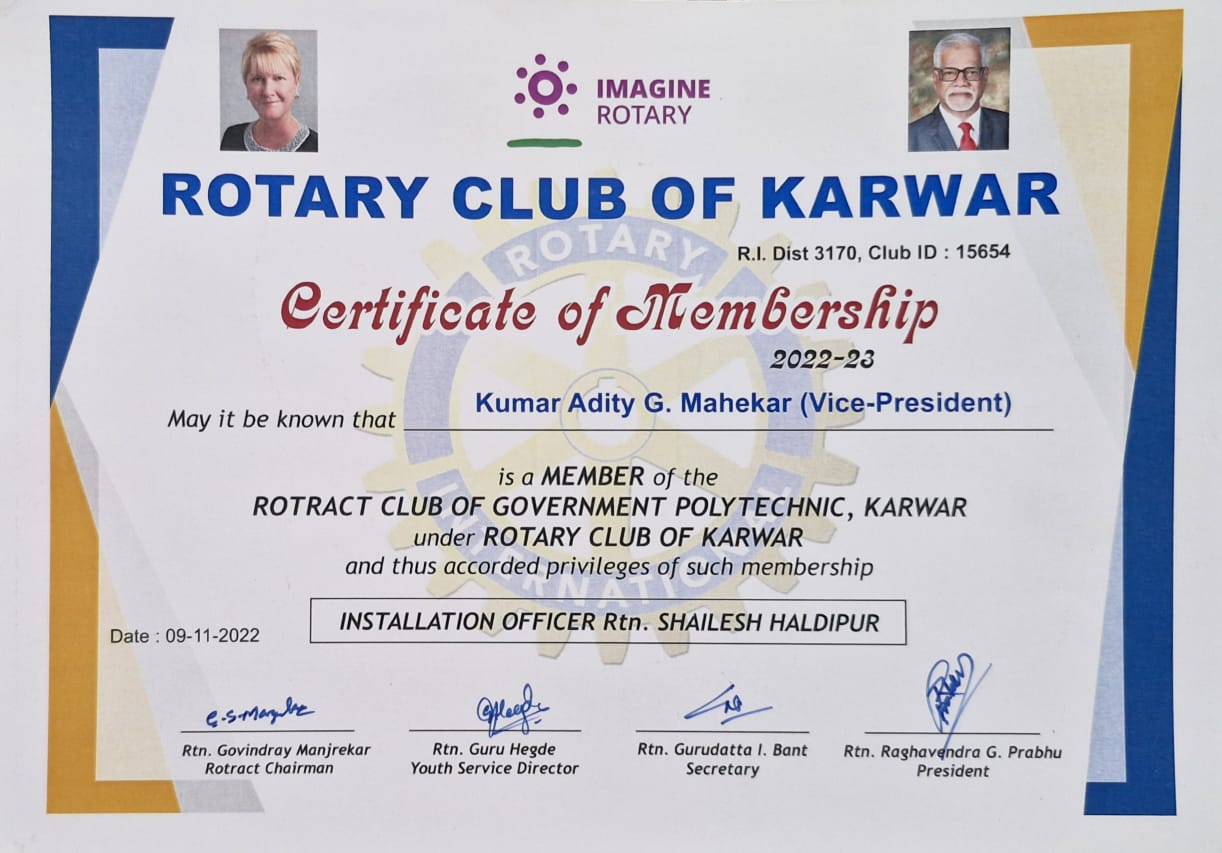 IMAGINE
ROTARY
ROTARY CLUB OF KARWAR
R.I. Dist 3170, Club ID : 15654
ROTARY
Certificate of Membership
2022-23
May it be known that Kumar Adity G. Mahekar (Vice-President)
is a MEMBER of the
ROTRACT CLUB OF GOVERNMENT POLYTECHNIC, KARWAR
under ROTARY CLUB OF KARWAR
and thus accorded privileges of such membership
INTERNATIONAL
INSTALLATION OFFICER Rtn. SHAILESH HALDIPUR
Date : 09-11-2022
Rtn. Govindray Manjrekar
Rotract Chairman
Rtn. Guru Hegde
Youth Service Director
Rtn. Gurudatta I. Bant
Secretary
Rtn. Raghavendra G. Prabhu
President